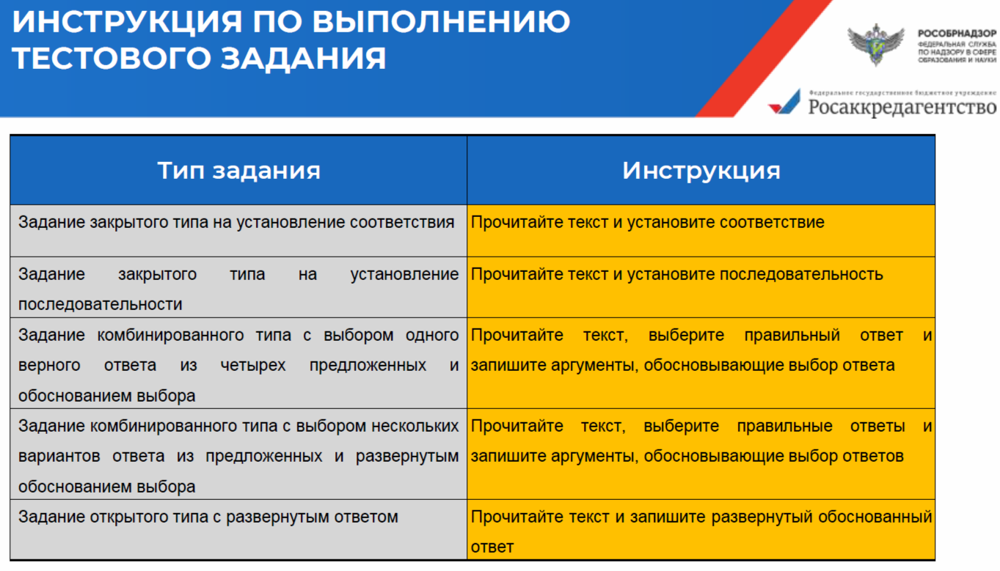 ИНСТРУКЦИЯ ПО ВЫПОЛНЕНИЮ
ТЕСТОВОГО ЗАДАНИЯ
РОСОБРНАДЗОР
ФЕДЕРАЛЬНАЯ СЛУЖБА
ПО НАДЗОРУ В СФЕРЕ
ОБРАЗОВАНИЯ И НАУКИ
Федеральное государственное бюджетное учреждение
Росаккредагентство
Тип задания
Инструкция
Задание закрытого типа на установление соответствия
Прочитайте текст и установите соответствие
Задание закрытого типа на установление
последовательности
Прочитайте текст и установите последовательность
Задание комбинированного типа с выбором одного
верного ответа из четырех предложенных и
обоснованием выбора
Прочитайте текст, выберите правильный ответ и
запишите аргументы, обосновывающие выбор ответа
Задание комбинированного типа с выбором нескольких
вариантов ответа из предложенных и развернутым
обоснованием выбора
Прочитайте текст, выберите правильные ответы и
запишите аргументы, обосновывающие выбор ответов
Задание открытого типа с развернутым ответом
Прочитайте текст и запишите развернутый обоснованный
ответ